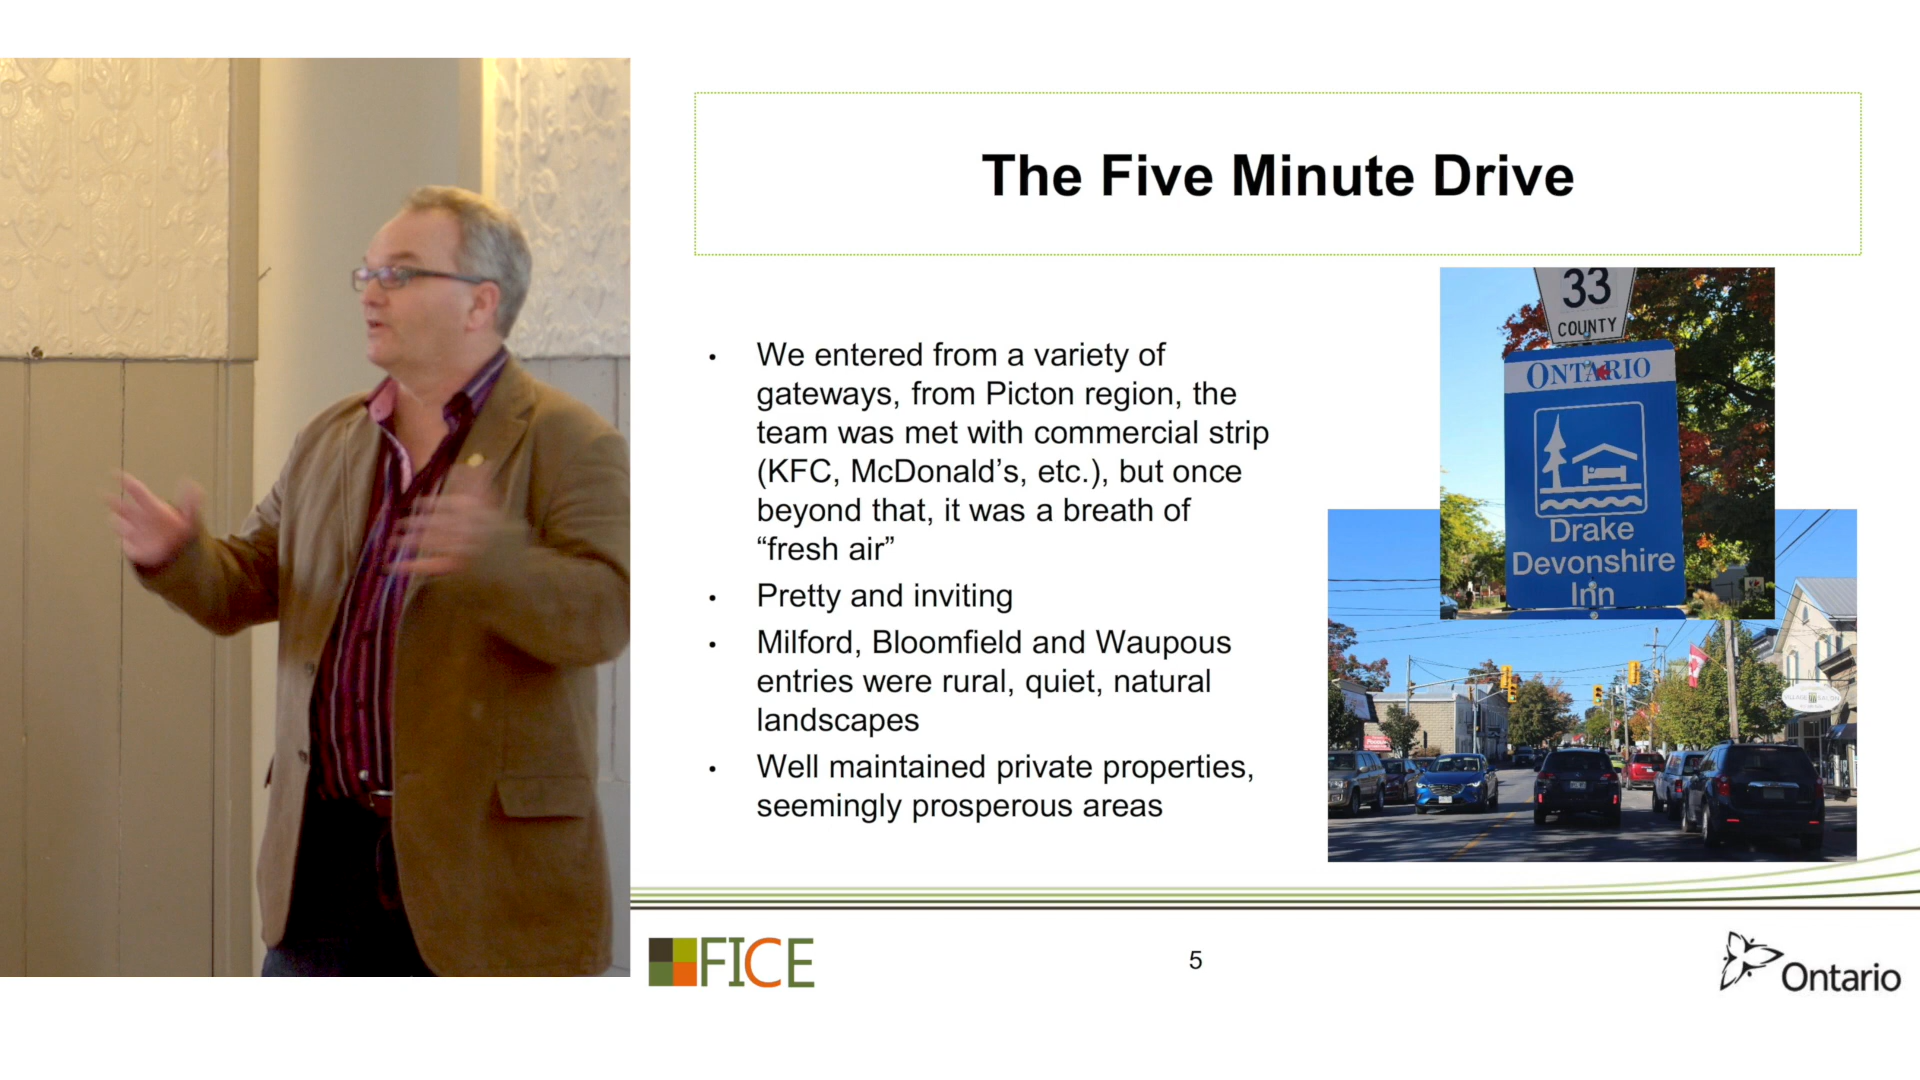 The Five Minute Drive
• We entered from a variety of
gateways, from Picton region, the
team was met with commercial strip
(KFC, McDonald’s, etc.), but once
beyond that, it was a breath of
“fresh air”
• Pretty and inviting
• Milford, Bloomfield and Waupous
entries were rural, quiet, natural
landscapes
• Well maintained private properties,
seemingly prosperous areas
33
COUNTY
ONTARIO
Drake
Devonshire
Inn
FICE
5
Ontario